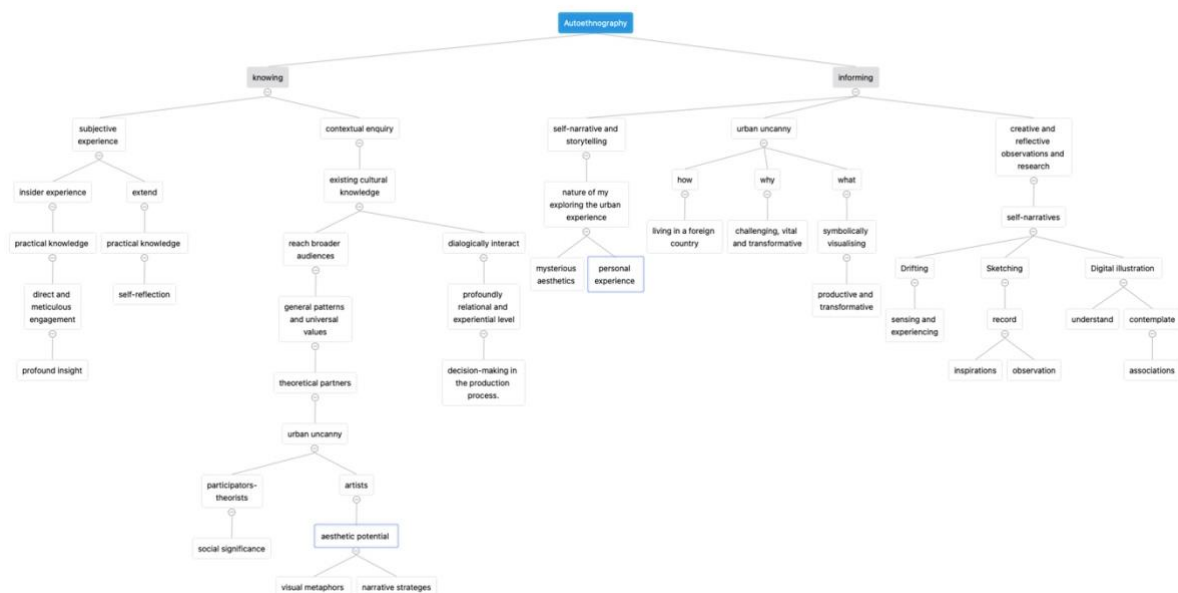 Autoethnography
knowing
informing
subjective
experience
contextual enquiry
self-narrative and
storytelling
urban uncanny
creative and
reflective
observations and
research
insider experience
extend
existing cultural
knowledge
nature of my
exploring the urban
experience
how
why
what
self-narratives
practical knowledge
practical knowledge
reach broader
audiences
dialogically interact
mysterious
aesthetics
personal
experience
living in a foreign
country
challenging, vital
and transformative
symbolically
visualising
productive and
transformative
Drifting
Sketching
Digital illustration
direct and
meticulous
engagement
self-reflection
general patterns
and universal
values
profoundly
relational and
experiential level
sensing and
experiencing
record
understand
contemplate
profound insight
theoretical partners
decision-making in
the production
process.
inspirations
observation
associations
urban uncanny
participators-
theorists
artists
social significance
aesthetic potential
visual metaphors
narrative strateges